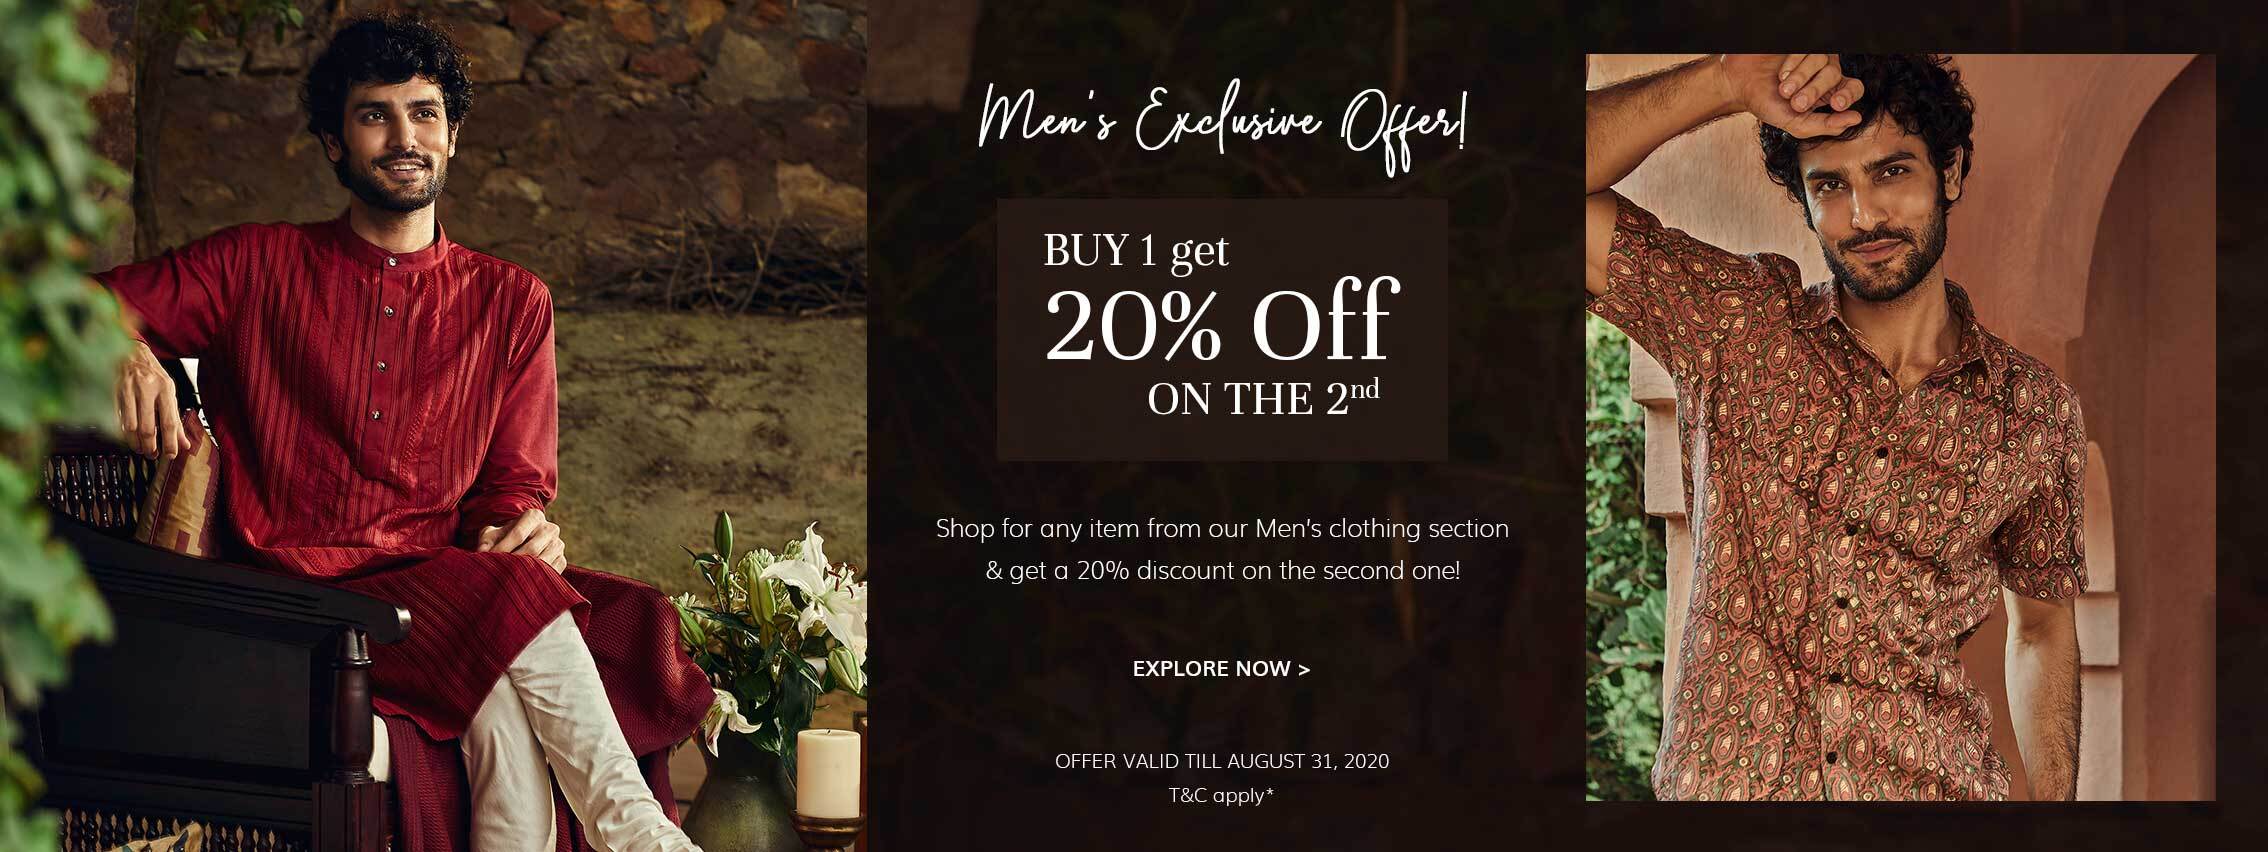 Men's Exclusive Offer!
BUY 1 get
20% Off
ON THE 2nd
Shop for any item from our Men's clothing section
& get a 20% discount on the second one!
EXPLORE NOW >
OFFER VALID TILL AUGUST 31, 2020
T&C apply*